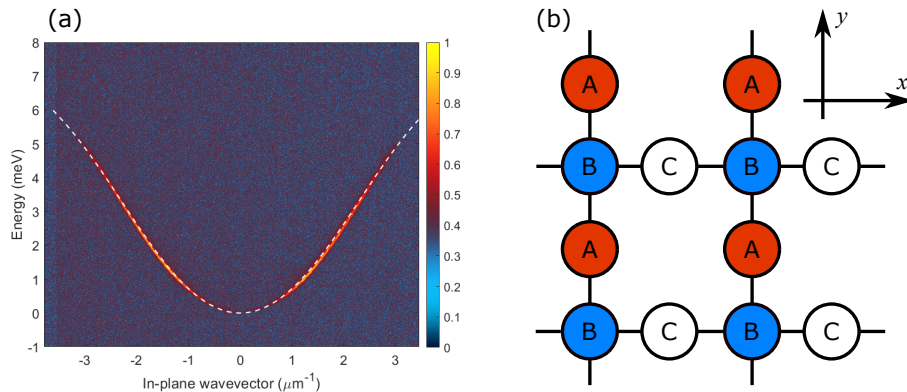 (a)
8
7
6
5
4
3
2
1
0
-1
Energy (meV)
-3 -2 -1 0 1 2 3
In-plane wavevector (μm⁻¹)
1
0.9
0.8
0.7
0.6
0.5
0.4
0.3
0.2
0.1
0
(b)
y
x
A A
B C B C
A A
B C B C